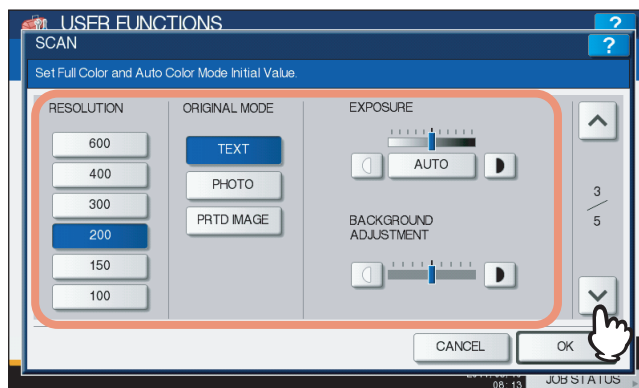 USER FUNCTIONS
?
SCAN
?
Set Full Color and Auto Color Mode Initial Value.
RESOLUTION
600
400
300
200
150
100
ORIGINAL MODE
TEXT
PHOTO
PRTD IMAGE
EXPOSURE
AUTO
BACKGROUND
ADJUSTMENT
3
5
CANCEL
OK
08:13
JOB STATUS